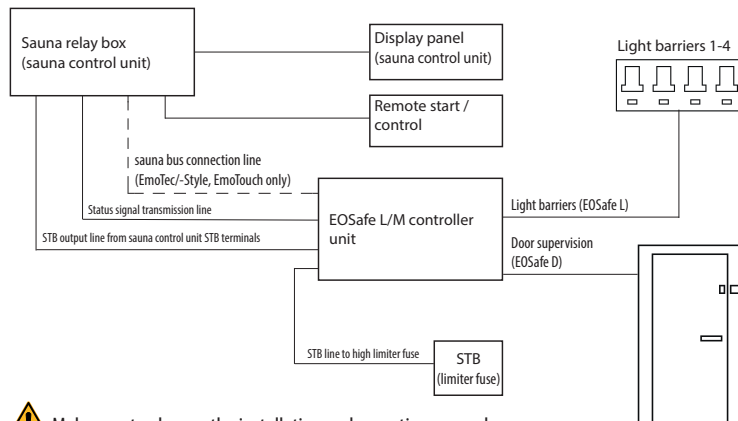 Sauna relay box
(sauna control unit)
Display panel
(sauna control unit)
Light barriers 1-4
Remote start /
control
sauna bus connection line
(EmoTec/-Style, EmoTouch only)
Status signal transmission line
STB output line from sauna control unit STB terminals
EOSafe L/M controller
unit
Light barriers (EOSafe L)
Door supervision
(EOSafe D)
STB line to high limiter fuse
STB
(limiter fuse)